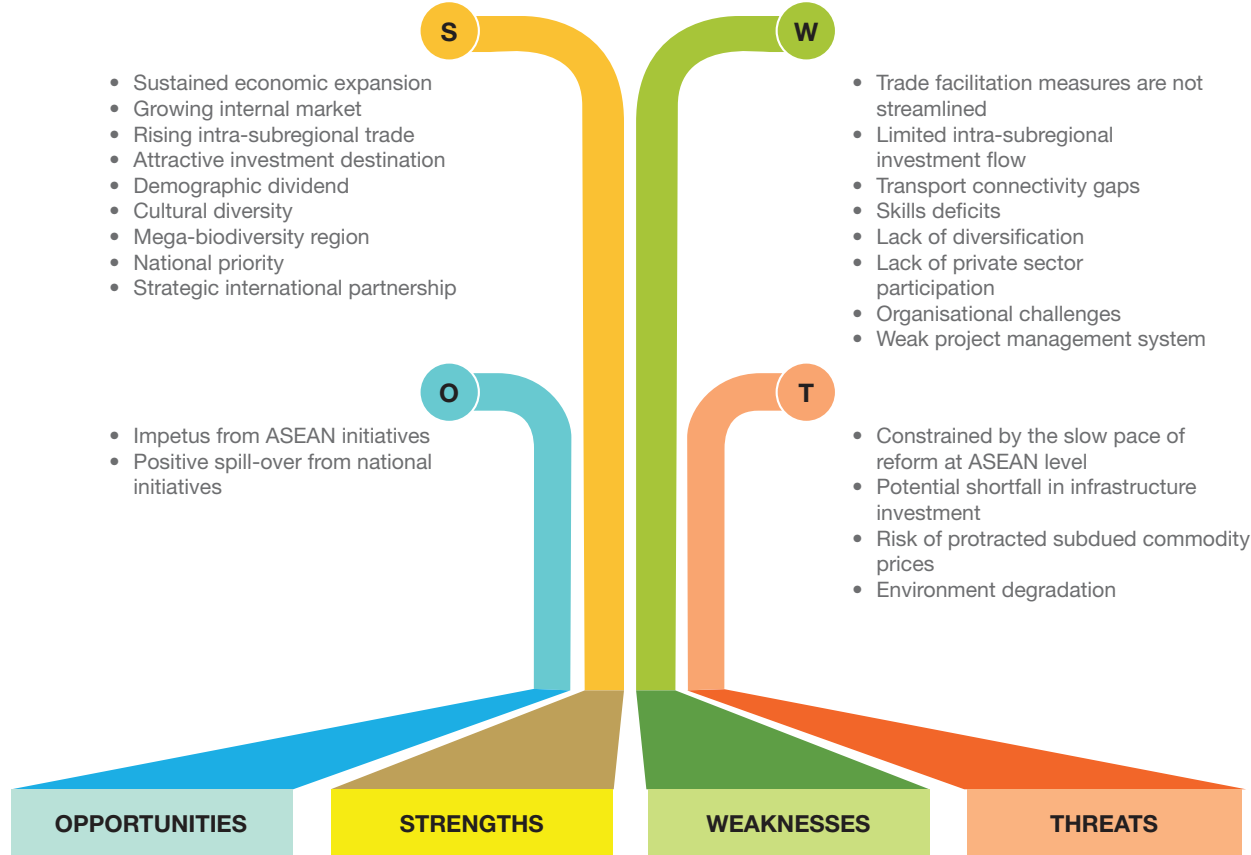 S
• Sustained economic expansion
• Growing internal market
• Rising intra-subregional trade
• Attractive investment destination
• Demographic dividend
• Cultural diversity
• Mega-biodiversity region
• National priority
• Strategic international partnership
W
• Trade facilitation measures are not
streamlined
• Limited intra-subregional
investment flow
• Transport connectivity gaps
• Skills deficits
• Lack of diversification
• Lack of private sector
participation
• Organisational challenges
• Weak project management system
O
• Impetus from ASEAN initiatives
• Positive spill-over from national
initiatives
T
• Constrained by the slow pace of
reform at ASEAN level
• Potential shortfall in infrastructure
investment
• Risk of protracted subdued commodity
prices
• Environment degradation
OPPORTUNITIES
STRENGTHS
WEAKNESSES
THREATS